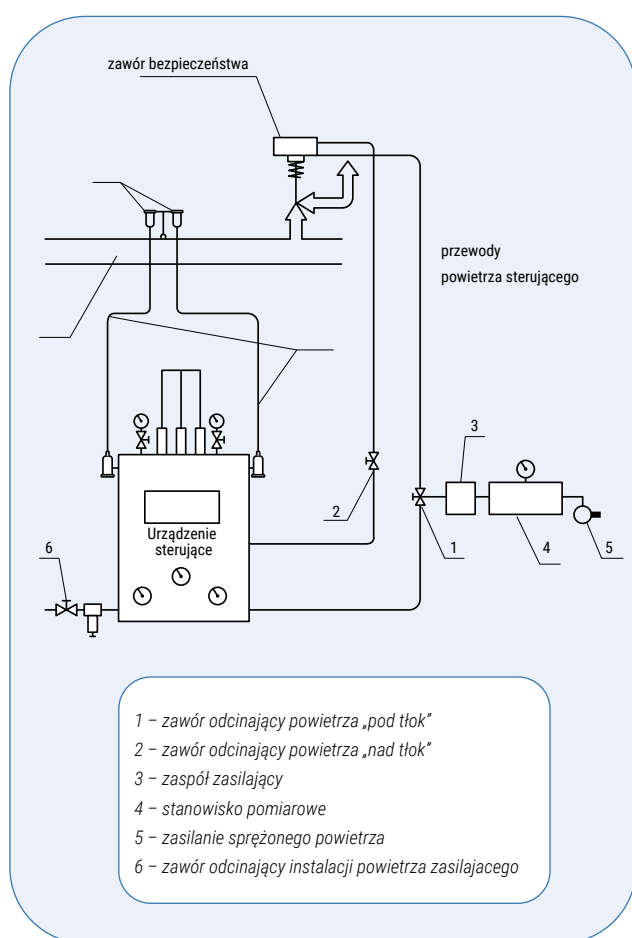 zawór bezpieczeństwa
przewody
powietrza sterującego
3
2
1
4
5
6
Urządzenie
sterujące
1 – zawór odcinający powietrza „pod tłok”
2 – zawór odcinający powietrza „nad tłok”
3 – zaspół zasilający
4 – stanowisko pomiarowe
5 – zasilanie sprężonego powietrza
6 – zawór odcinający instalacji powietrza zasilajacego